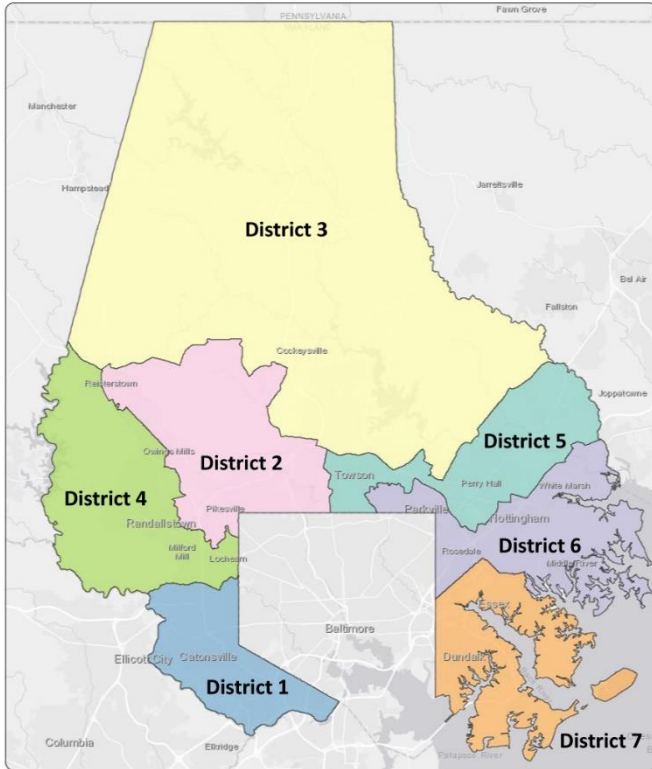 PENNSYLVANIA
MARYLAND
Fawn Grove
Manchester
Hampstead
Jarrettsville
District 3
Bel Air
Fallston
Cockeysville
Reisterstown
Joppatowne
District 5
Owings Mills
District 2
Towson
Perry Hall
White Marsh
District 4
Pikesville
Parkville
Randallstown
Nottingham
District 6
Milford
Mill
Lochearn
Rosedale
Middle River
Essex
Baltimore
Ellicott City
Catonsville
Dundalk
District 1
Columbia
Elkridge
District 7
Patapsco River